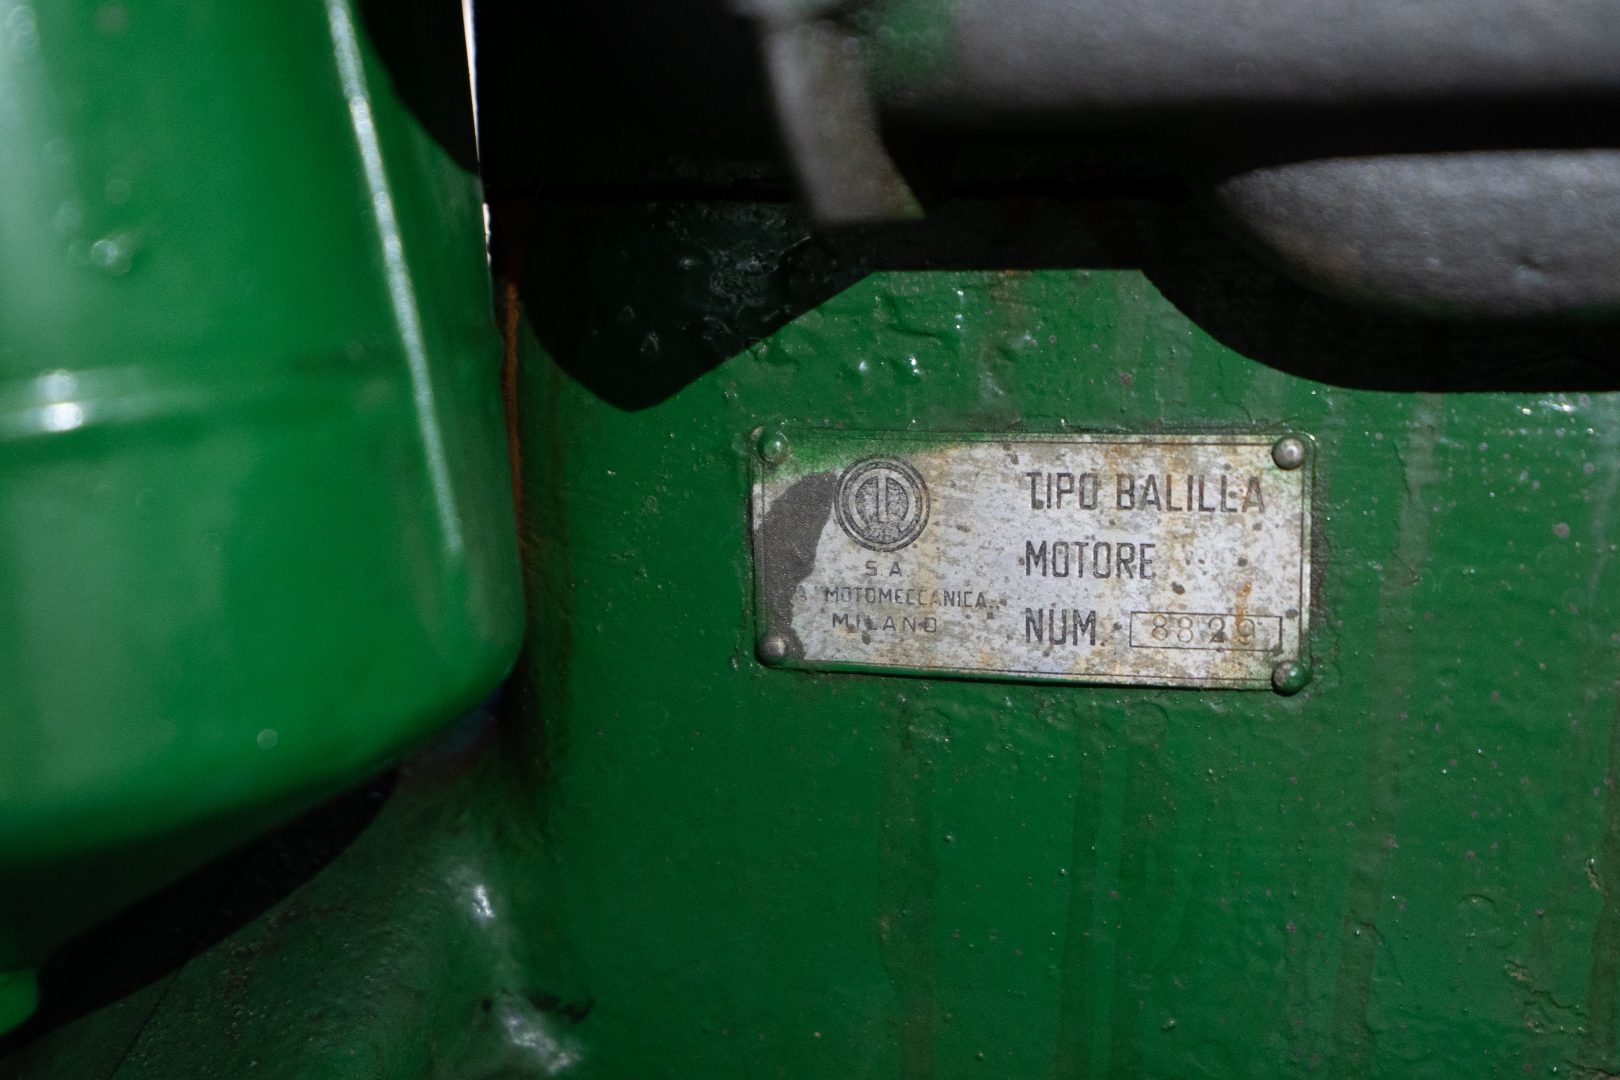 S.A.
MOTOMECCANICA
MILANO
TIPO BALILLA
MOTORE
NUM. 8829